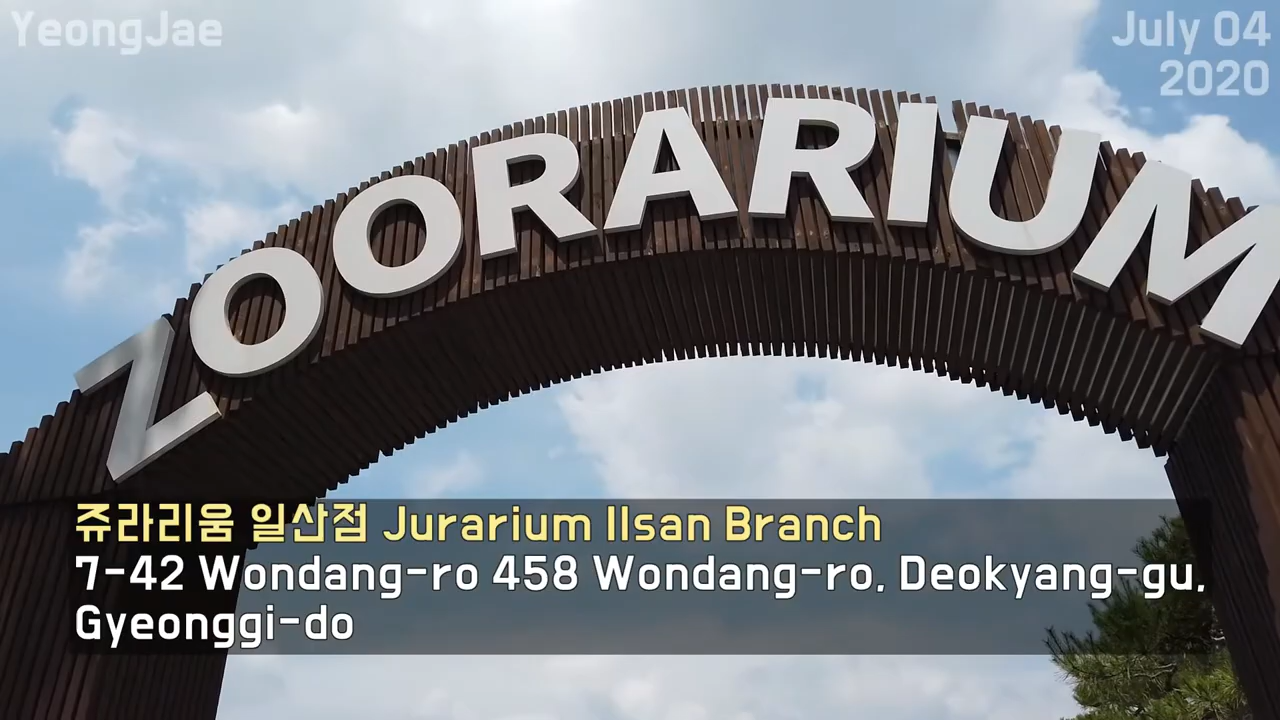 YeongJae
July 04
2020
ZOORARIUM
쥬라리움 일산점 Jurarium Ilsan Branch
7-42 Wondang-ro 458 Wondang-ro, Deokyang-gu,
Gyeonggi-do